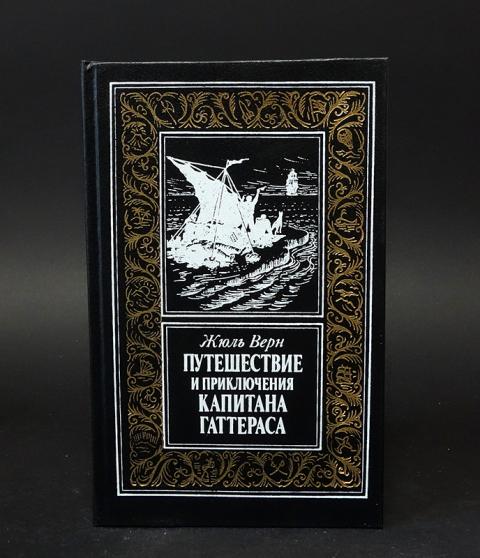 Жюль Верн
ПУТЕШЕСТВИЕ
И ПРИКЛЮЧЕНИЯ
КАПИТАНА
ГАТТЕРАСА